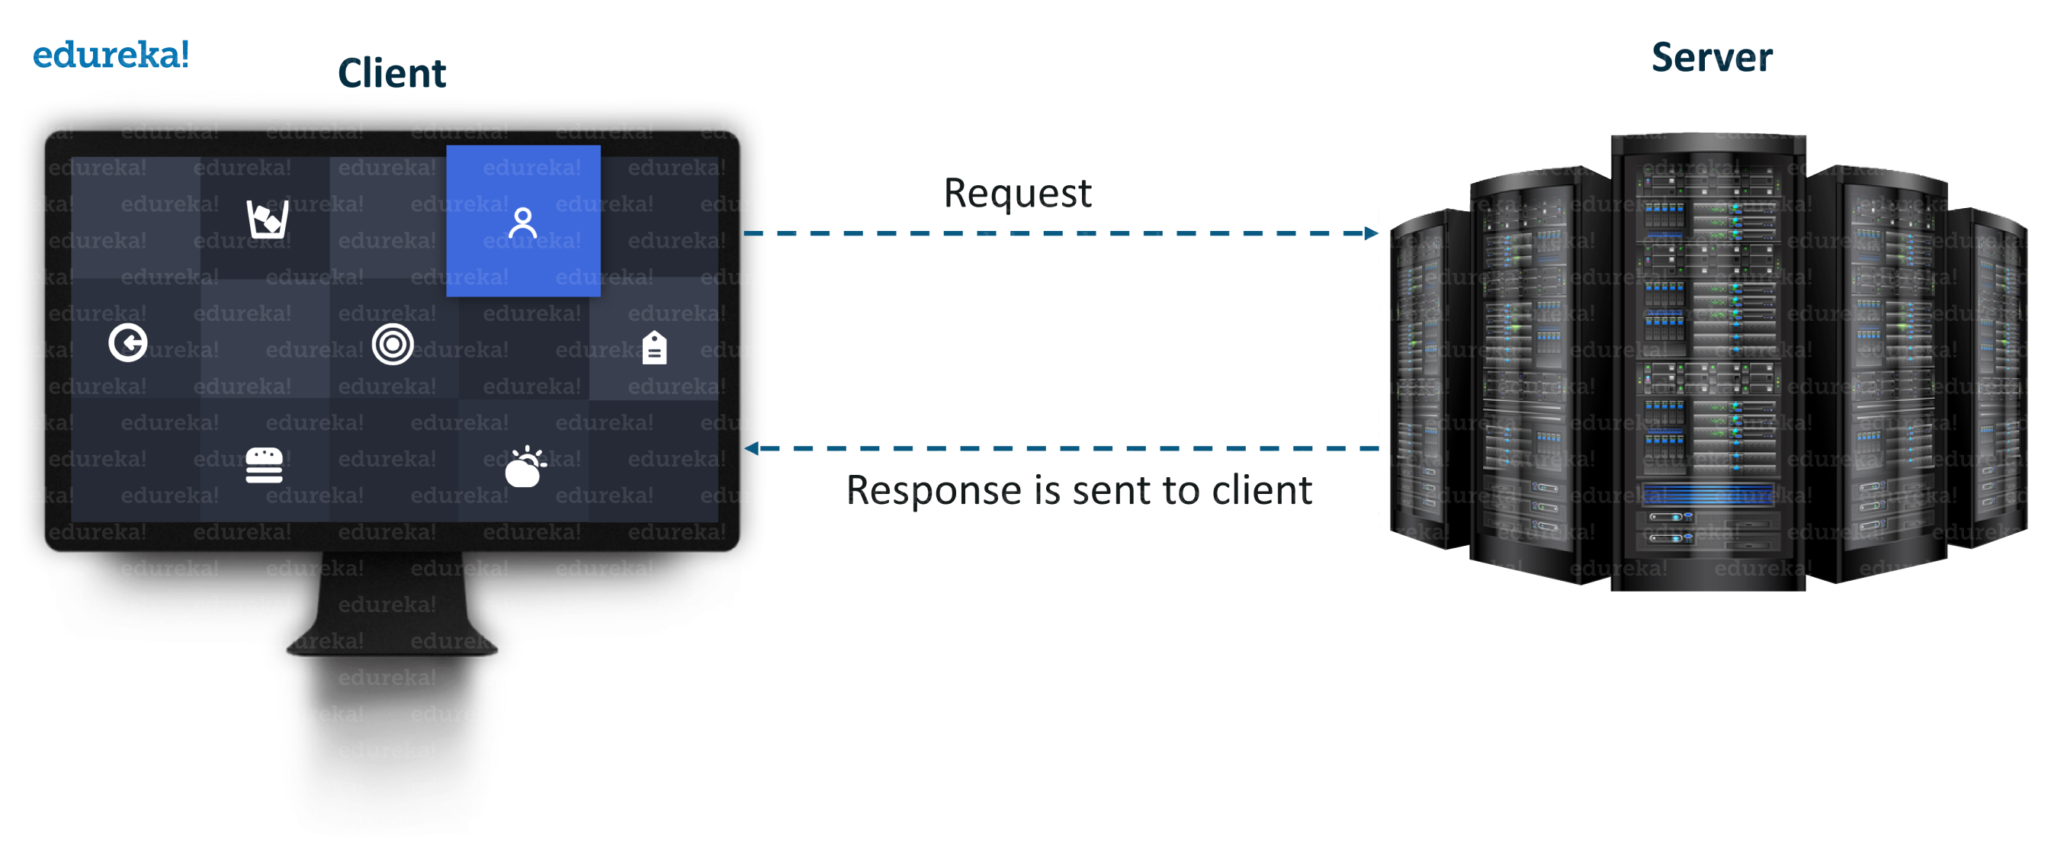 edureka!
Client
Server
Request
Response is sent to client